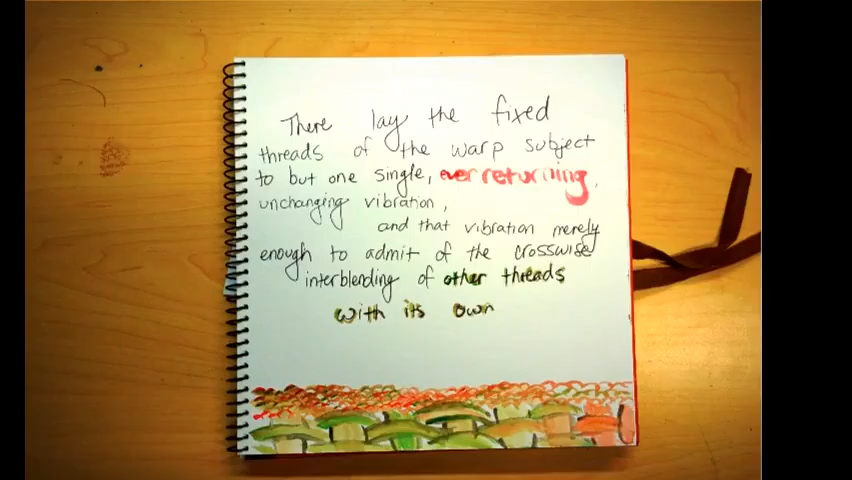 There lay the fixed
threads of the warp subject
to but one single, ever returning,
unchanging vibration,
and that vibration merely
enough to admit of the crosswise
interblending of other threads
with its own